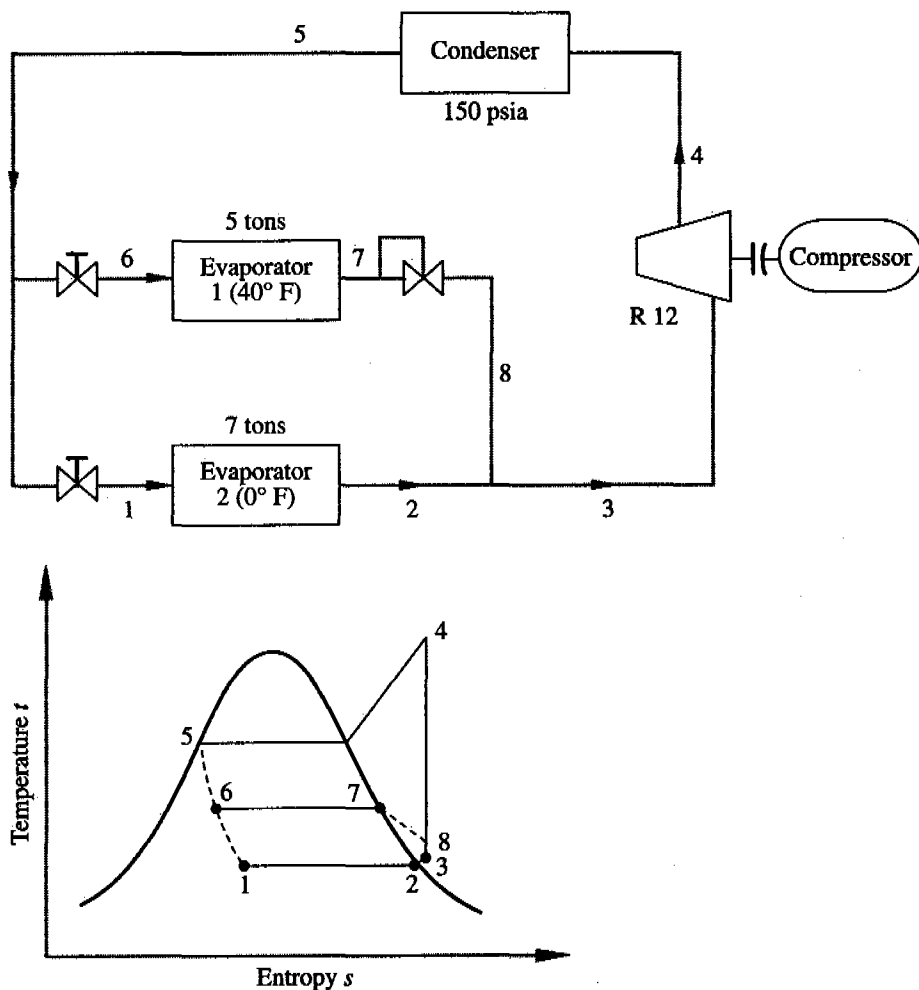 5
Condenser
150 psia
4
5 tons
6
Evaporator
1 (40° F)
7
Compressor
R 12
8
7 tons
Evaporator
2 (0° F)
1
2
3
4
5
6
7
8
3
1
2
Temperature t
Entropy s